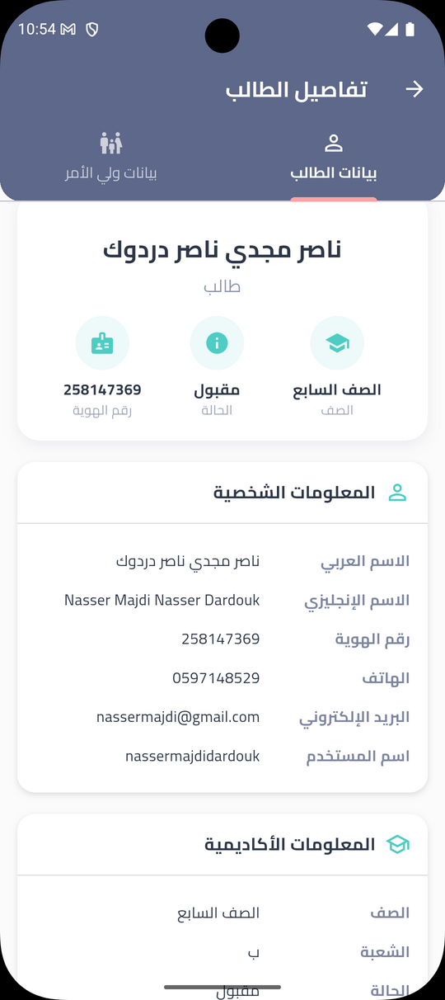 10:54
تفاصيل الطالب
بيانات الطالب
بيانات ولي الأمر
ناصر مجدي ناصر دردوك
طالب
الصف السابع
مقبول
258147369
الصف
الحالة
رقم الهوية
المعلومات الشخصية
الاسم العربي ناصر مجدي ناصر دردوك
الاسم الإنجليزي Nasser Majdi Nasser Dardouk
رقم الهوية 258147369
الهاتف 0597148529
البريد الإلكتروني nassermajdi@gmail.com
اسم المستخدم nassermajdidardouk
المعلومات الأكاديمية
الصف الصف السابع
الشعبة ب
الحالة مقبول